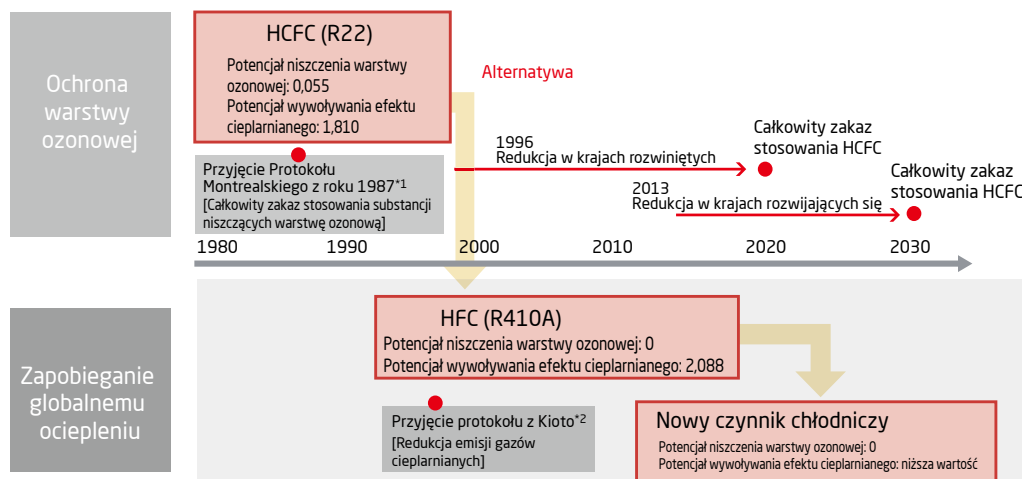 Ochrona
warstwy
ozonowej
HCFC (R22)
Potencjał niszczenia warstwy
ozonowej: 0,055
Potencjał wywoływania efektu
cieplarnianego: 1,810
Alternatywa
Przyjęcie Protokołu
Montrealskiego z roku 1987*1
[Całkowity zakaz stosowania substancji
niszczących warstwę ozonową]
1996
Redukcja w krajach rozwiniętych
Całkowity zakaz
stosowania HCFC
2013
Redukcja w krajach rozwijających się
Całkowity zakaz
stosowania HCFC
1980 1990 2000 2010 2020 2030
Zapobieganie
globalnemu
ociepleniu
HFC (R410A)
Potencjał niszczenia warstwy ozonowej: 0
Potencjał wywoływania efektu cieplarnianego: 2,088
Przyjęcie protokołu z Kioto*2
[Redukcja emisji gazów
cieplarnianych]
Nowy czynnik chłodniczy
Potencjał niszczenia warstwy ozonowej: 0
Potencjał wywoływania efektu cieplarnianego: niższa wartość